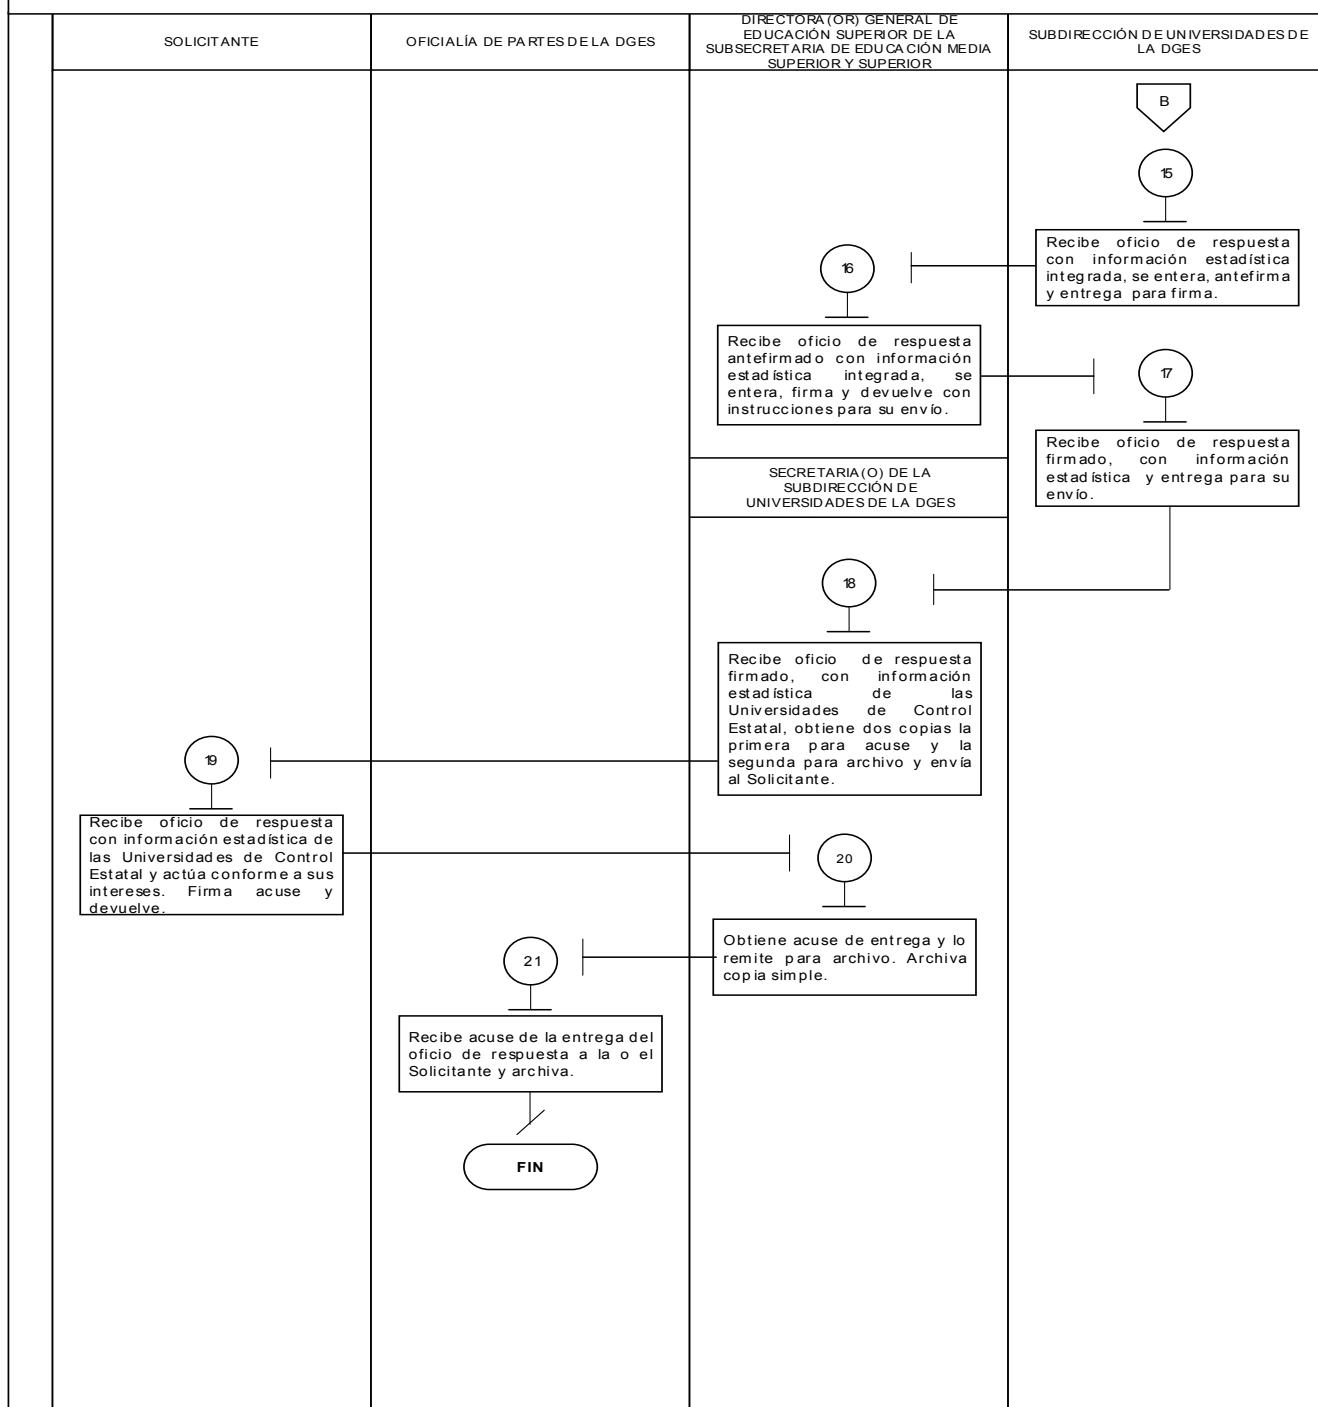 SOLICITANTE
OFICIALÍA DE PARTES DE LA DGES
DIRECTORA (OR) GENERAL DE
EDUCACIÓN SUPERIOR DE LA
SUBSECRETARIA DE EDUCACIÓN MEDIA
SUPERIOR Y SUPERIOR
SUBDIRECCIÓN DE UNIVERSIDADES DE
LA DGES
B
15
Recibe oficio de respuesta
con información estadística
integrada, se entera, antefirma
y entrega para firma.
16
Recibe oficio de respuesta
antefirmado con información
estadística integrada, se
entera, firma y devuelve con
instrucciones para su envío.
17
Recibe oficio de respuesta
firmado, con información
estadística y entrega para su
envío.
SECRETARIA (O) DE LA
SUBDIRECCIÓN DE
UNIVERSIDADES DE LA DGES
18
Recibe oficio de respuesta
firmado, con información
estadística de las
Universidades de Control
Estatal, obtiene dos copias la
primera para acuse y la
segunda para archivo y envía
al Solicitante.
19
Recibe oficio de respuesta
con información estadística de
las Universidades de Control
Estatal y actúa conforme a sus
intereses. Firma acuse y
devuelve.
20
Obtiene acuse de entrega y lo
remite para archivo. Archiva
copia simple.
21
Recibe acuse de la entrega del
oficio de respuesta a la o el
Solicitante y archiva.
FIN